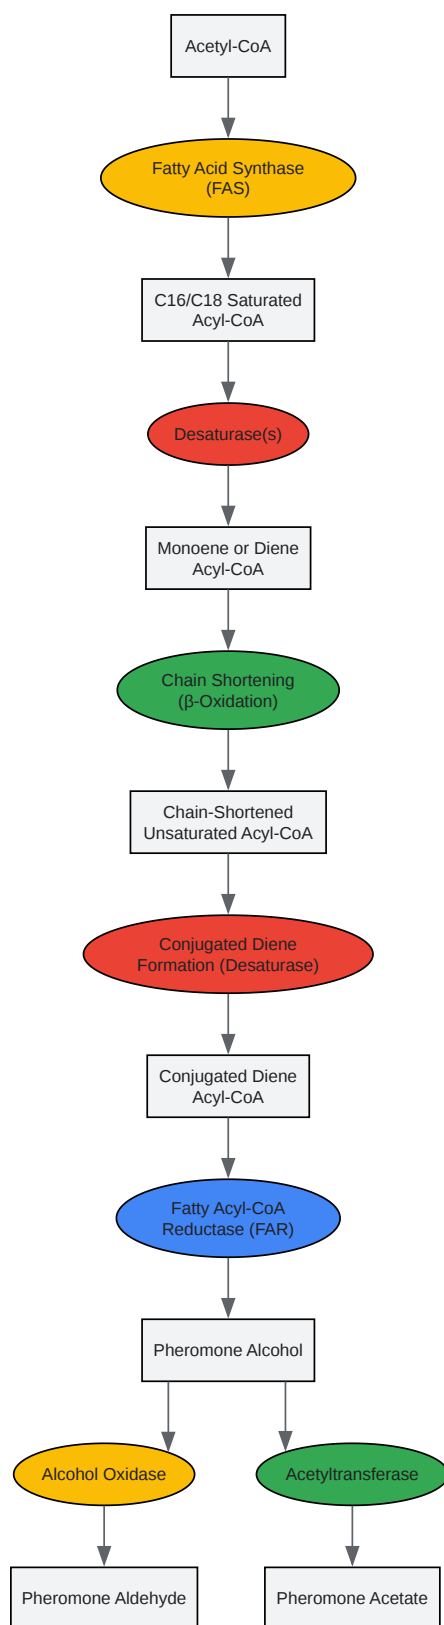 Acetyl-CoA
Fatty Acid Synthase
(FAS)
C16/C18 Saturated
Acyl-CoA
Desaturase(s)
Monoene or Diene
Acyl-CoA
Chain Shortening
(β-Oxidation)
Chain-Shortened
Unsaturated Acyl-CoA
Conjugated Diene
Formation (Desaturase)
Conjugated Diene
Acyl-CoA
Fatty Acyl-CoA
Reductase (FAR)
Pheromone Alcohol
Alcohol Oxidase
Acetyltransferase
Pheromone Aldehyde
Pheromone Acetate